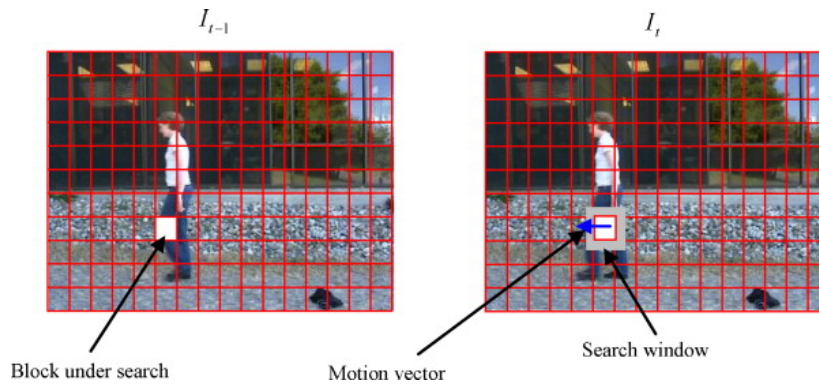 I_{t-1}
I_t
Block under search
Motion vector
Search window